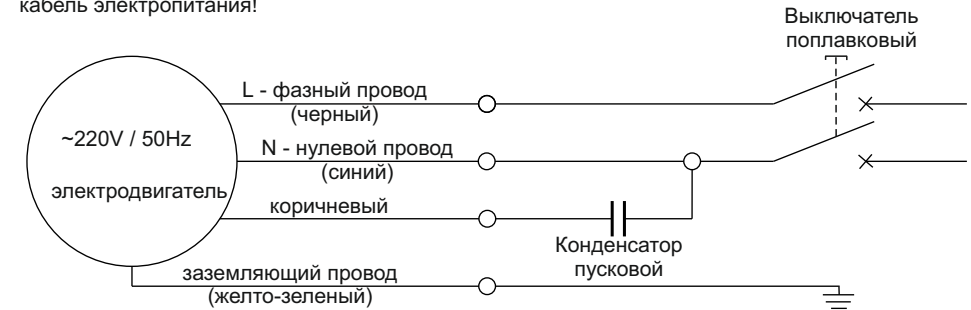 кабель электропитания!
Выключатель
поплавковый
L - фазный провод
(черный)
~220V / 50Hz
N - нулевой провод
(синий)
электродвигатель
коричневый
Конденсатор
пусковой
заземляющий провод
(желто-зеленый)